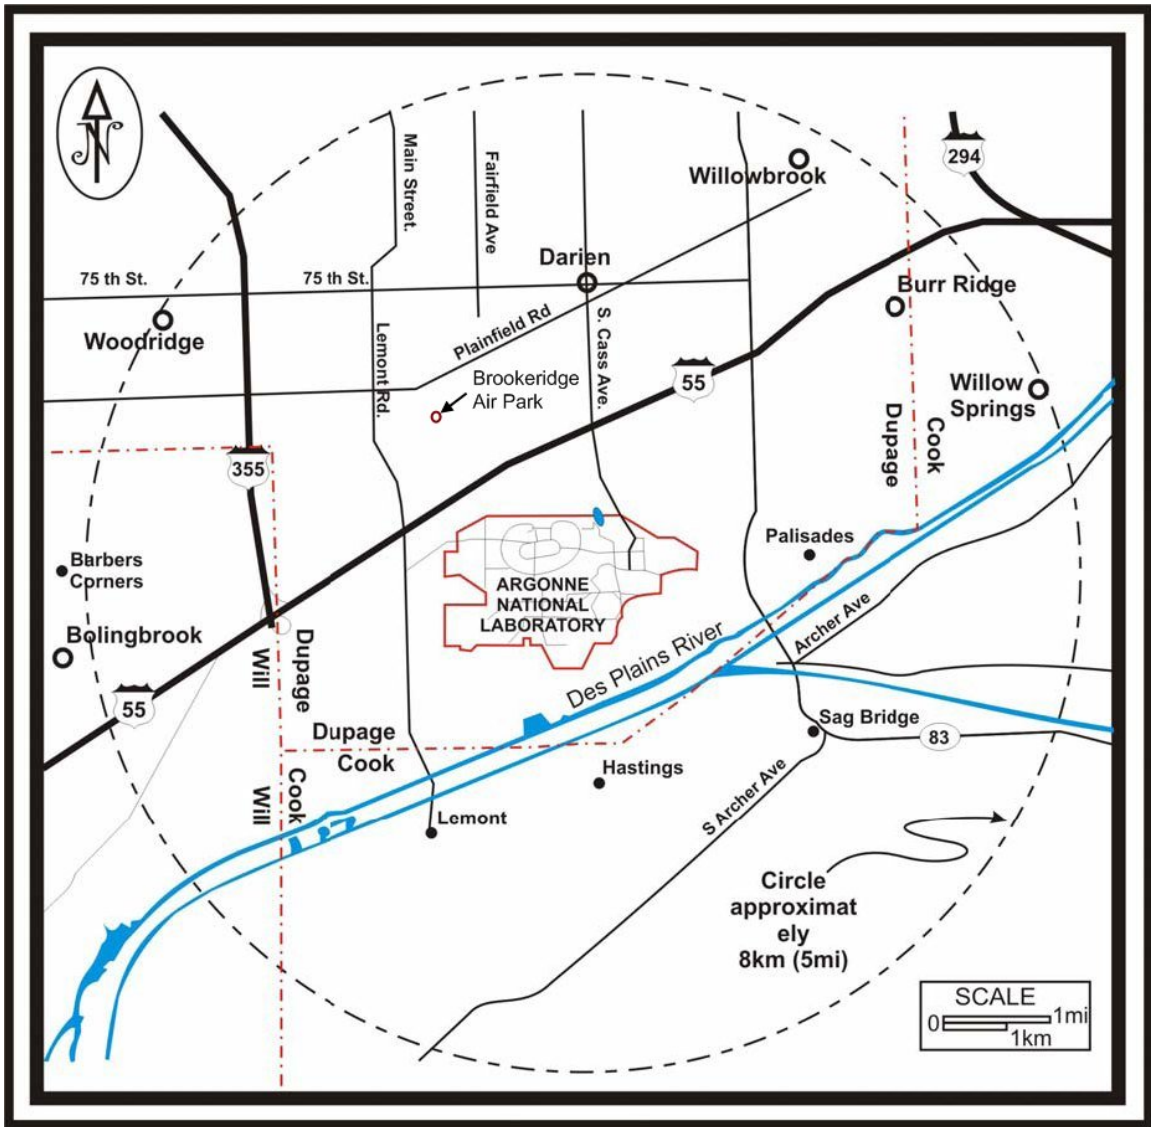 N
Main Street.
Fairfield Ave
Willowbrook
294
75 th St.
75 th St.
Darien
Burr Ridge
Woodridge
Plainfield Rd
S. Cass Ave.
Lemont Rd.
Brookeridge
Air Park
55
Willow
Springs
Cook
Dupage
355
Palisades
Barbers
Corners
ARGONNE
NATIONAL
LABORATORY
Archer Ave
Bolingbrook
Dupage
Will
Des Plains River
55
Sag Bridge
83
Dupage
Cook
Hastings
Cook
Will
Lemont
S Archer Ave
Circle
approximat
ely
8km (5mi)
SCALE
0 1mi
1km